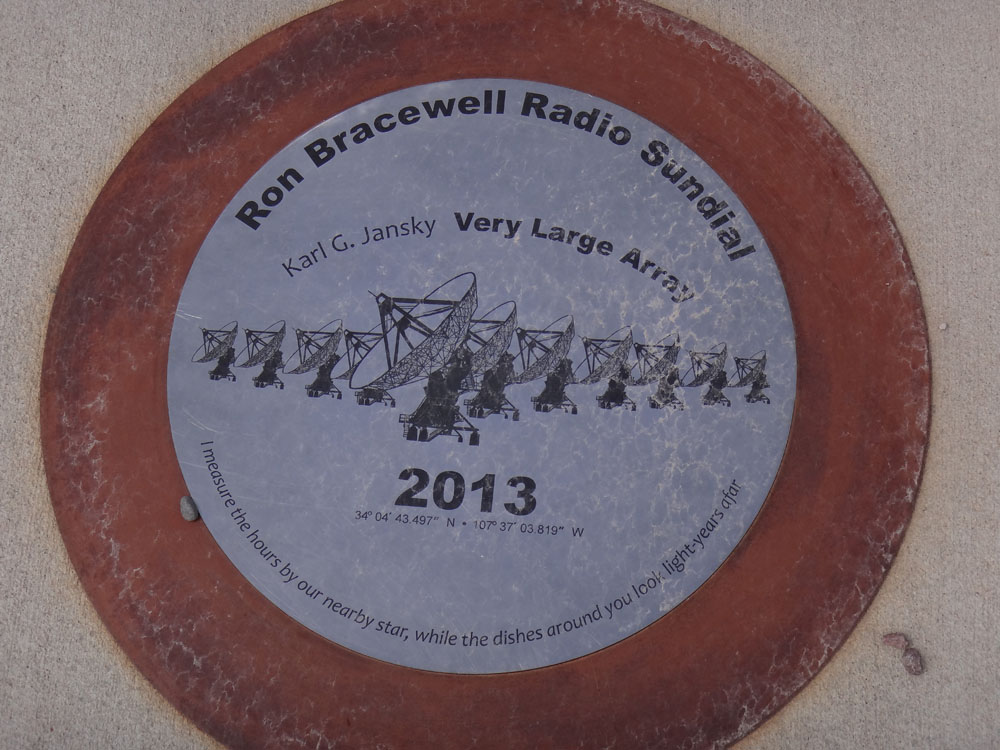 Ron Bracewell Radio Sundial
Karl G. Jansky Very Large Array
2013
34° 04' 43.497" N • 107° 37' 03.819" W
I measure the hours by our nearby star, while the dishes around you look light-years afar